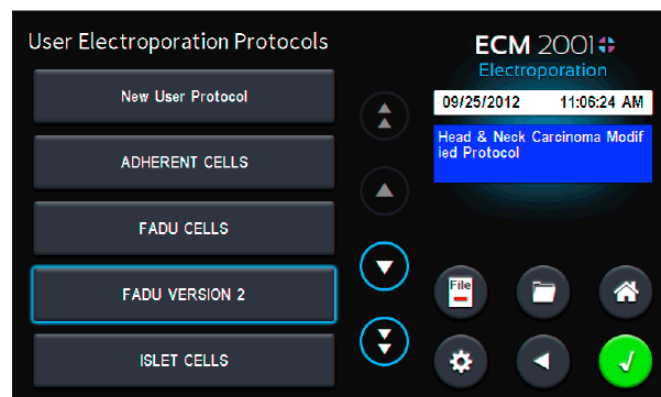 User Electroporation Protocols
New User Protocol
ADHERENT CELLS
FADU CELLS
FADU VERSION 2
ISLET CELLS
ECM 2001
Electroporation
09/25/2012 11:06:24 AM
Head & Neck Carcinoma Modif
ied Protocol
File